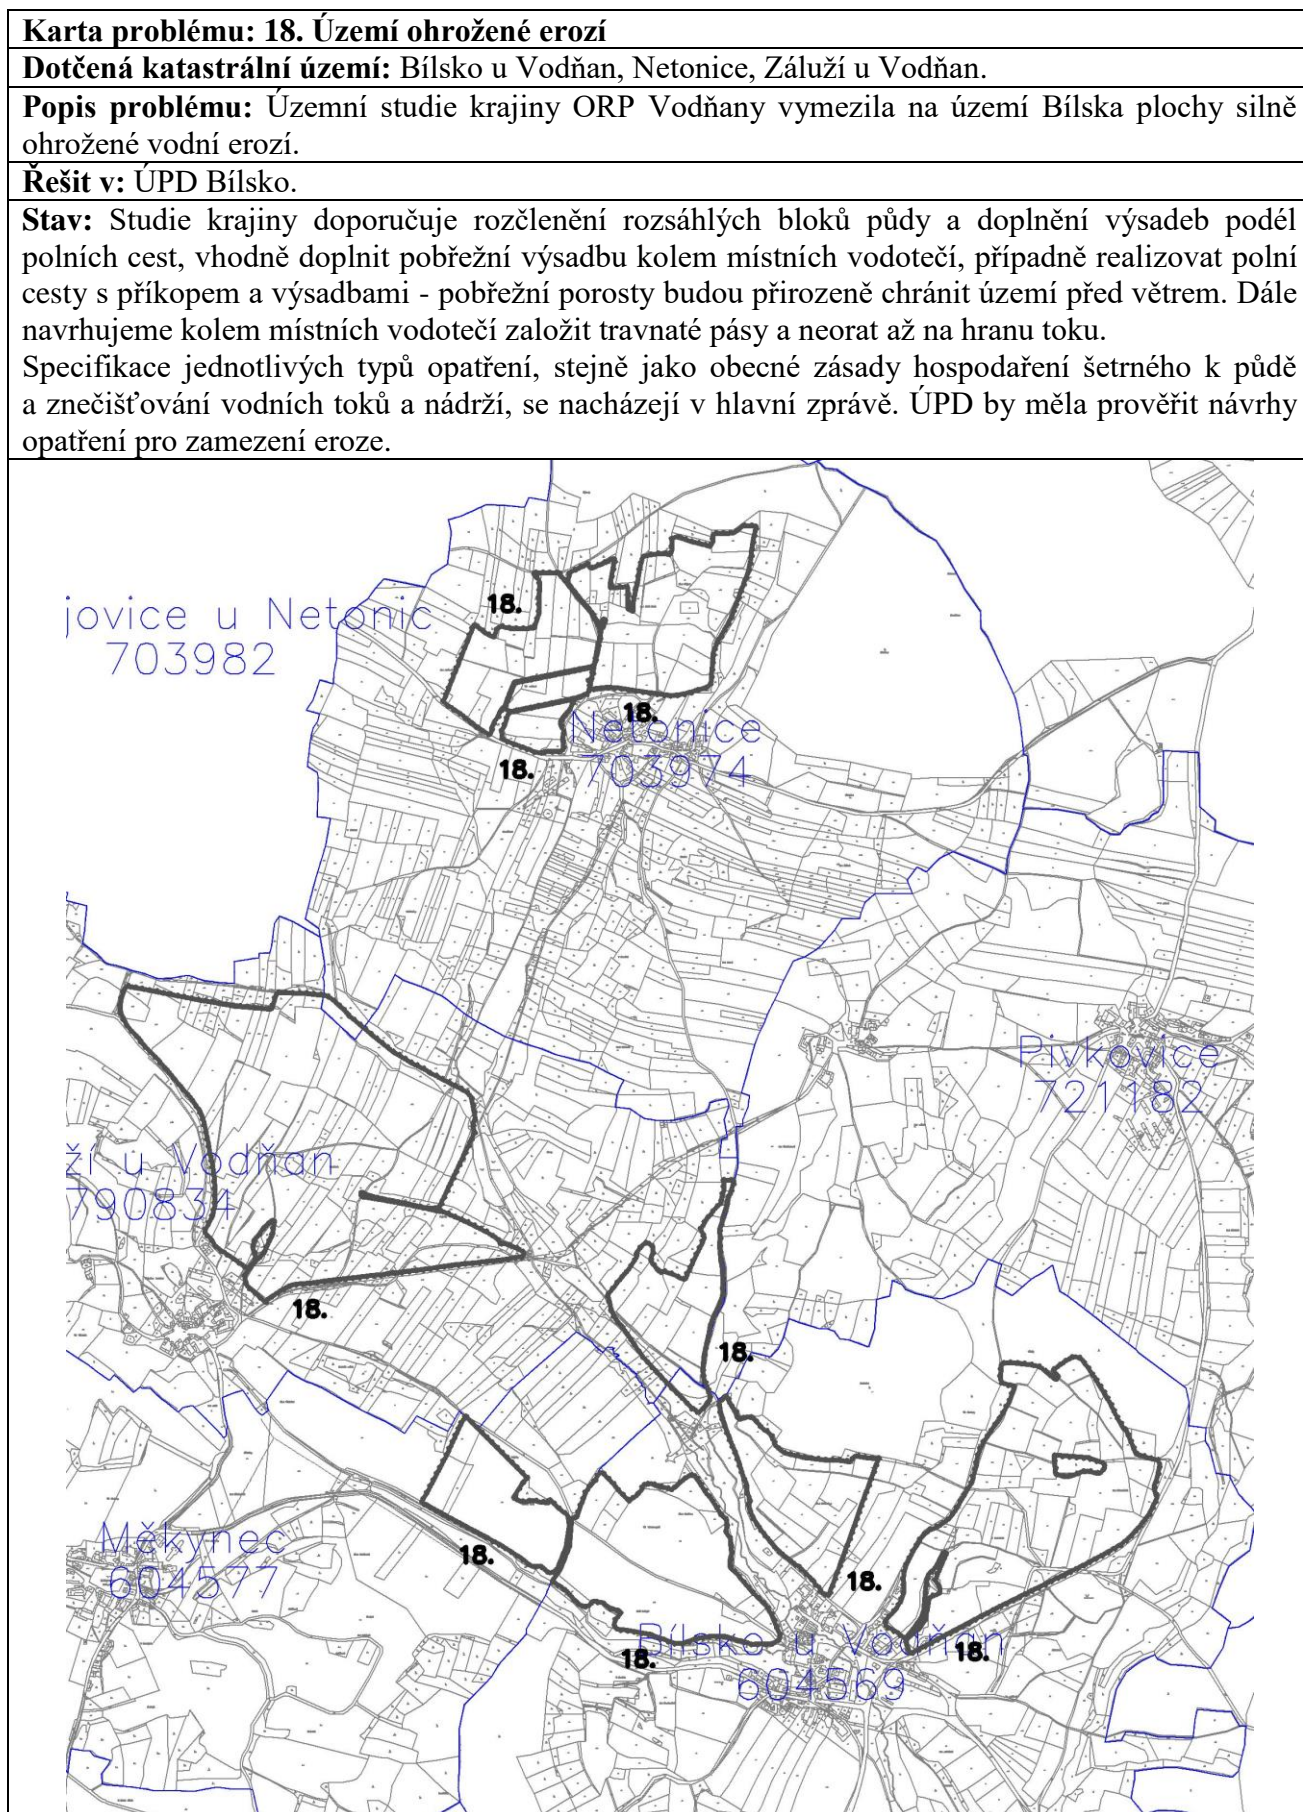 Karta problému: 18. Území ohrožené erozí
Dotčená katastrální území: Bílsko u Vodňan, Netonice, Záluží u Vodňan.
Popis problému: Územní studie krajiny ORP Vodňany vymezila na území Bílska plochy silně
ohrožené vodní erozí.
Řešit v: ÚPD Bílsko.
Stav: Studie krajiny doporučuje rozčlenění rozsáhlých bloků půdy a doplnění výsadeb podél
polních cest, vhodně doplnit pobřežní výsadbu kolem místních vodotečí, případně realizovat polní
cesty s příkopem a výsadbami - pobřežní porosty budou přirozeně chránit území před větrem. Dále
navrhujeme kolem místních vodotečí založit travnaté pásy a neorat až na hranu toku.
Specifikace jednotlivých typů opatření, stejně jako obecné zásady hospodaření šetrného k půdě
a znečišťování vodních toků a nádrží, se nacházejí v hlavní zprávě. ÚPD by měla prověřit návrhy
opatření pro zamezení eroze.
18.
jovice u Netonic
703982
18.
Netonice
703974
18.
Pivkovice
721182
ží u Vodňan
790834
18.
18.
Měkynec
604577
18.
18.
Bílsko u Vodňan
604569
18.
18.